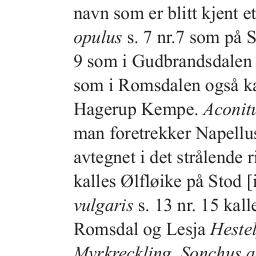 navn som er blitt kjent et
opulus s. 7 nr.7 som på S
9 som i Gudbrandsdalen
som i Romsdalen også ka
Hagerup Kempe. Aconitu
man foretrekker Napellus
avtegnet i det strålende ri
kalles Ølfløike på Stod [i
vulgaris s. 13 nr. 15 kalle
Romsdal og Lesja Hestel
Myrkreckling. Sonchus a